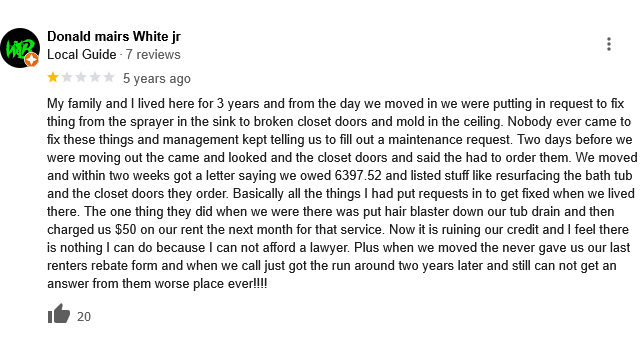 Donald mairs White jr
Local Guide · 7 reviews
5 years ago
My family and I lived here for 3 years and from the day we moved in we were putting in request to fix
thing from the sprayer in the sink to broken closet doors and mold in the ceiling. Nobody ever came to
fix these things and management kept telling us to fill out a maintenance request. Two days before we
were moving out the came and looked and the closet doors and said the had to order them. We moved
and within two weeks got a letter saying we owed 6397.52 and listed stuff like resurfacing the bath tub
and the closet doors they order. Basically all the things I had put requests in to get fixed when we lived
there. The one thing they did when we were there was put hair blaster down our tub drain and then
charged us $50 on our rent the next month for that service. Now it is ruining our credit and I feel there
is nothing I can do because I can not afford a lawyer. Plus when we moved the never gave us our last
renters rebate form and when we call just got the run around two years later and still can not get an
answer from them worse place ever!!!!
20